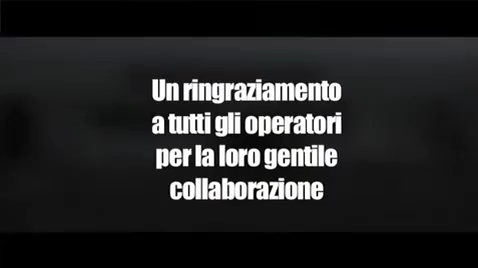 Un ringraziamento
a tutti gli operatori
per la loro gentile
collaborazione